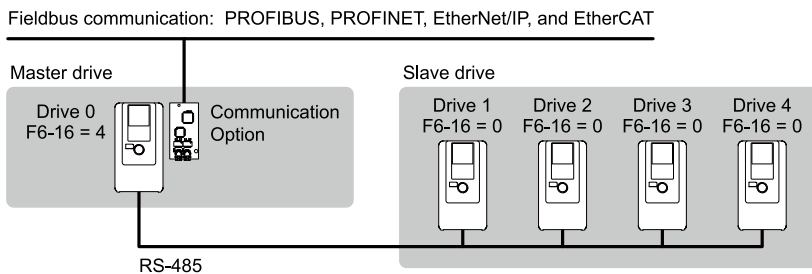 Fieldbus communication: PROFIBUS, PROFINET, EtherNet/IP, and EtherCAT
Master drive
Drive 0
F6-16 = 4
Communication
Option
Slave drive
Drive 1
F6-16 = 0
Drive 2
F6-16 = 0
Drive 3
F6-16 = 0
Drive 4
F6-16 = 0
RS-485